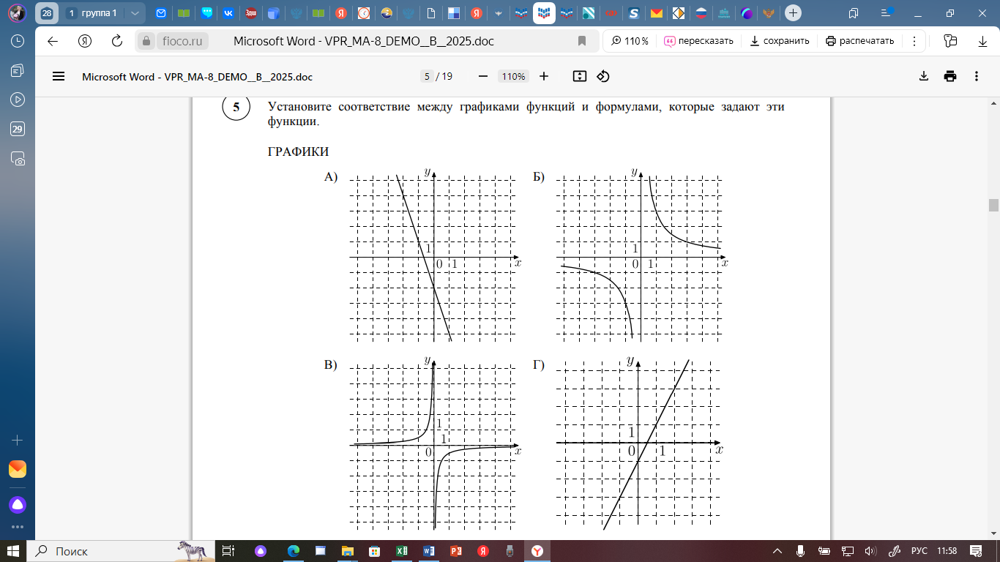 28 1 группа 1
Здш
fioco.ru Microsoft Word - VPR_MA-8_DEMO__B__2025.doc 110 % пересказать сохранить распечатать
Microsoft Word - VPR_MA-8_DEMO__B__2025.doc 5 / 19 110%
29
5 Установите соответствие между графиками функций и формулами, которые задают эти
функции.
ГРАФИКИ
А) y 1 0 1 x
Б) y 1 0 1 x
В) y 1 1 0 x
Г) y 1 0 1 x
Поиск РУС 11:58